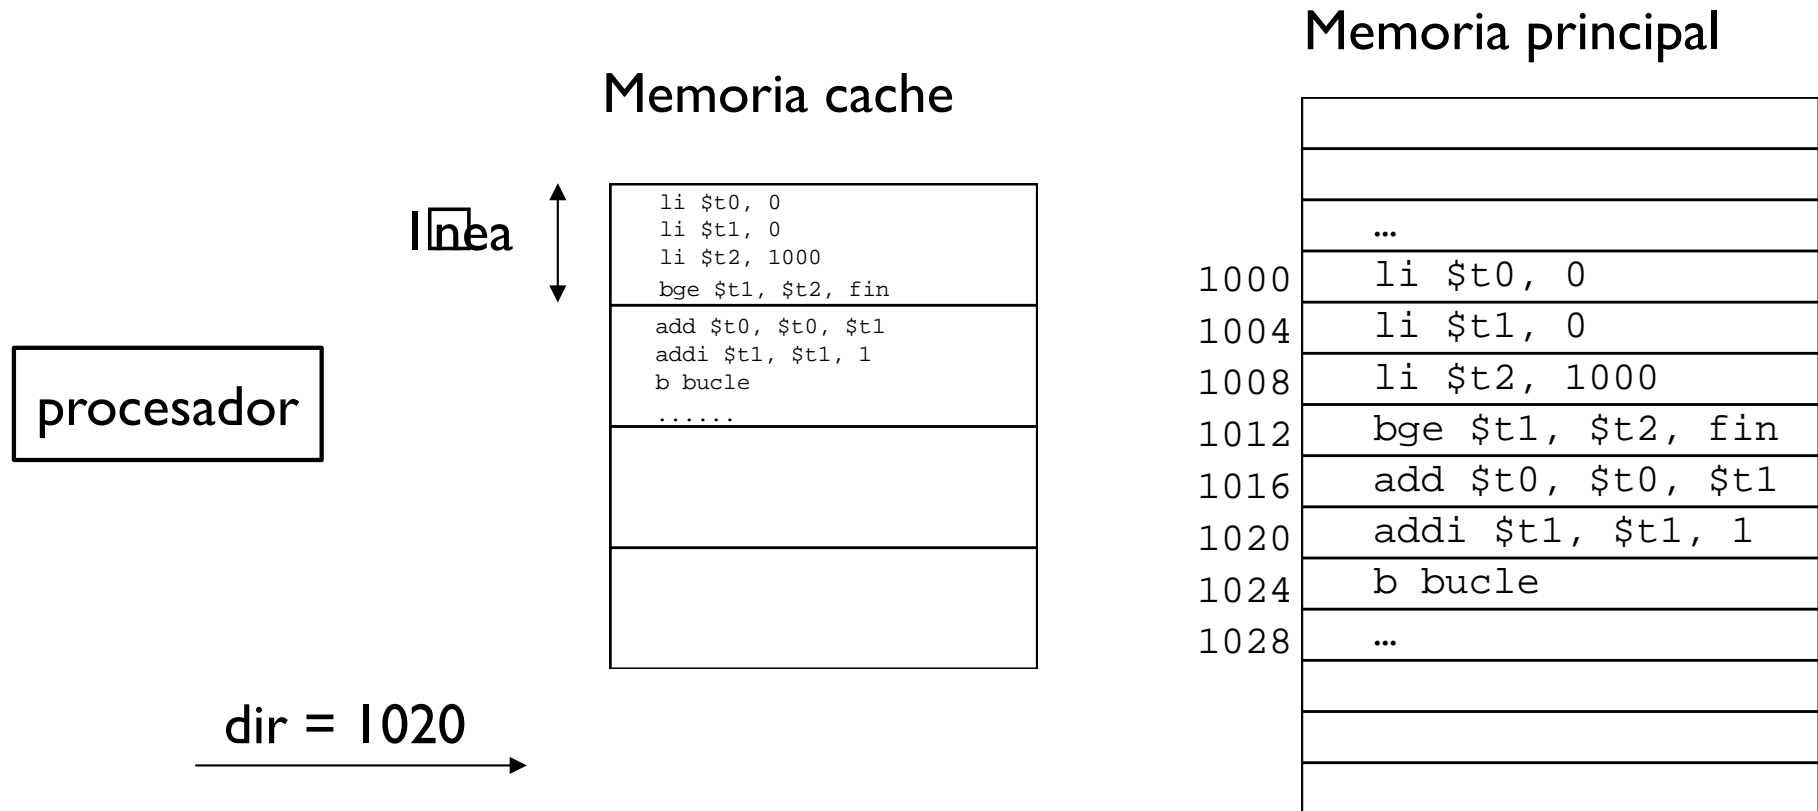 Memoria principal
Memoria cache
línea
li $t0, 0
li $t1, 0
li $t2, 1000
bge $t1, $t2, fin
add $t0, $t0, $t1
addi $t1, $t1, 1
b bucle
......
procesador
dir = 1020
…
1000 li $t0, 0
1004 li $t1, 0
1008 li $t2, 1000
1012 bge $t1, $t2, fin
1016 add $t0, $t0, $t1
1020 addi $t1, $t1, 1
1024 b bucle
1028 …